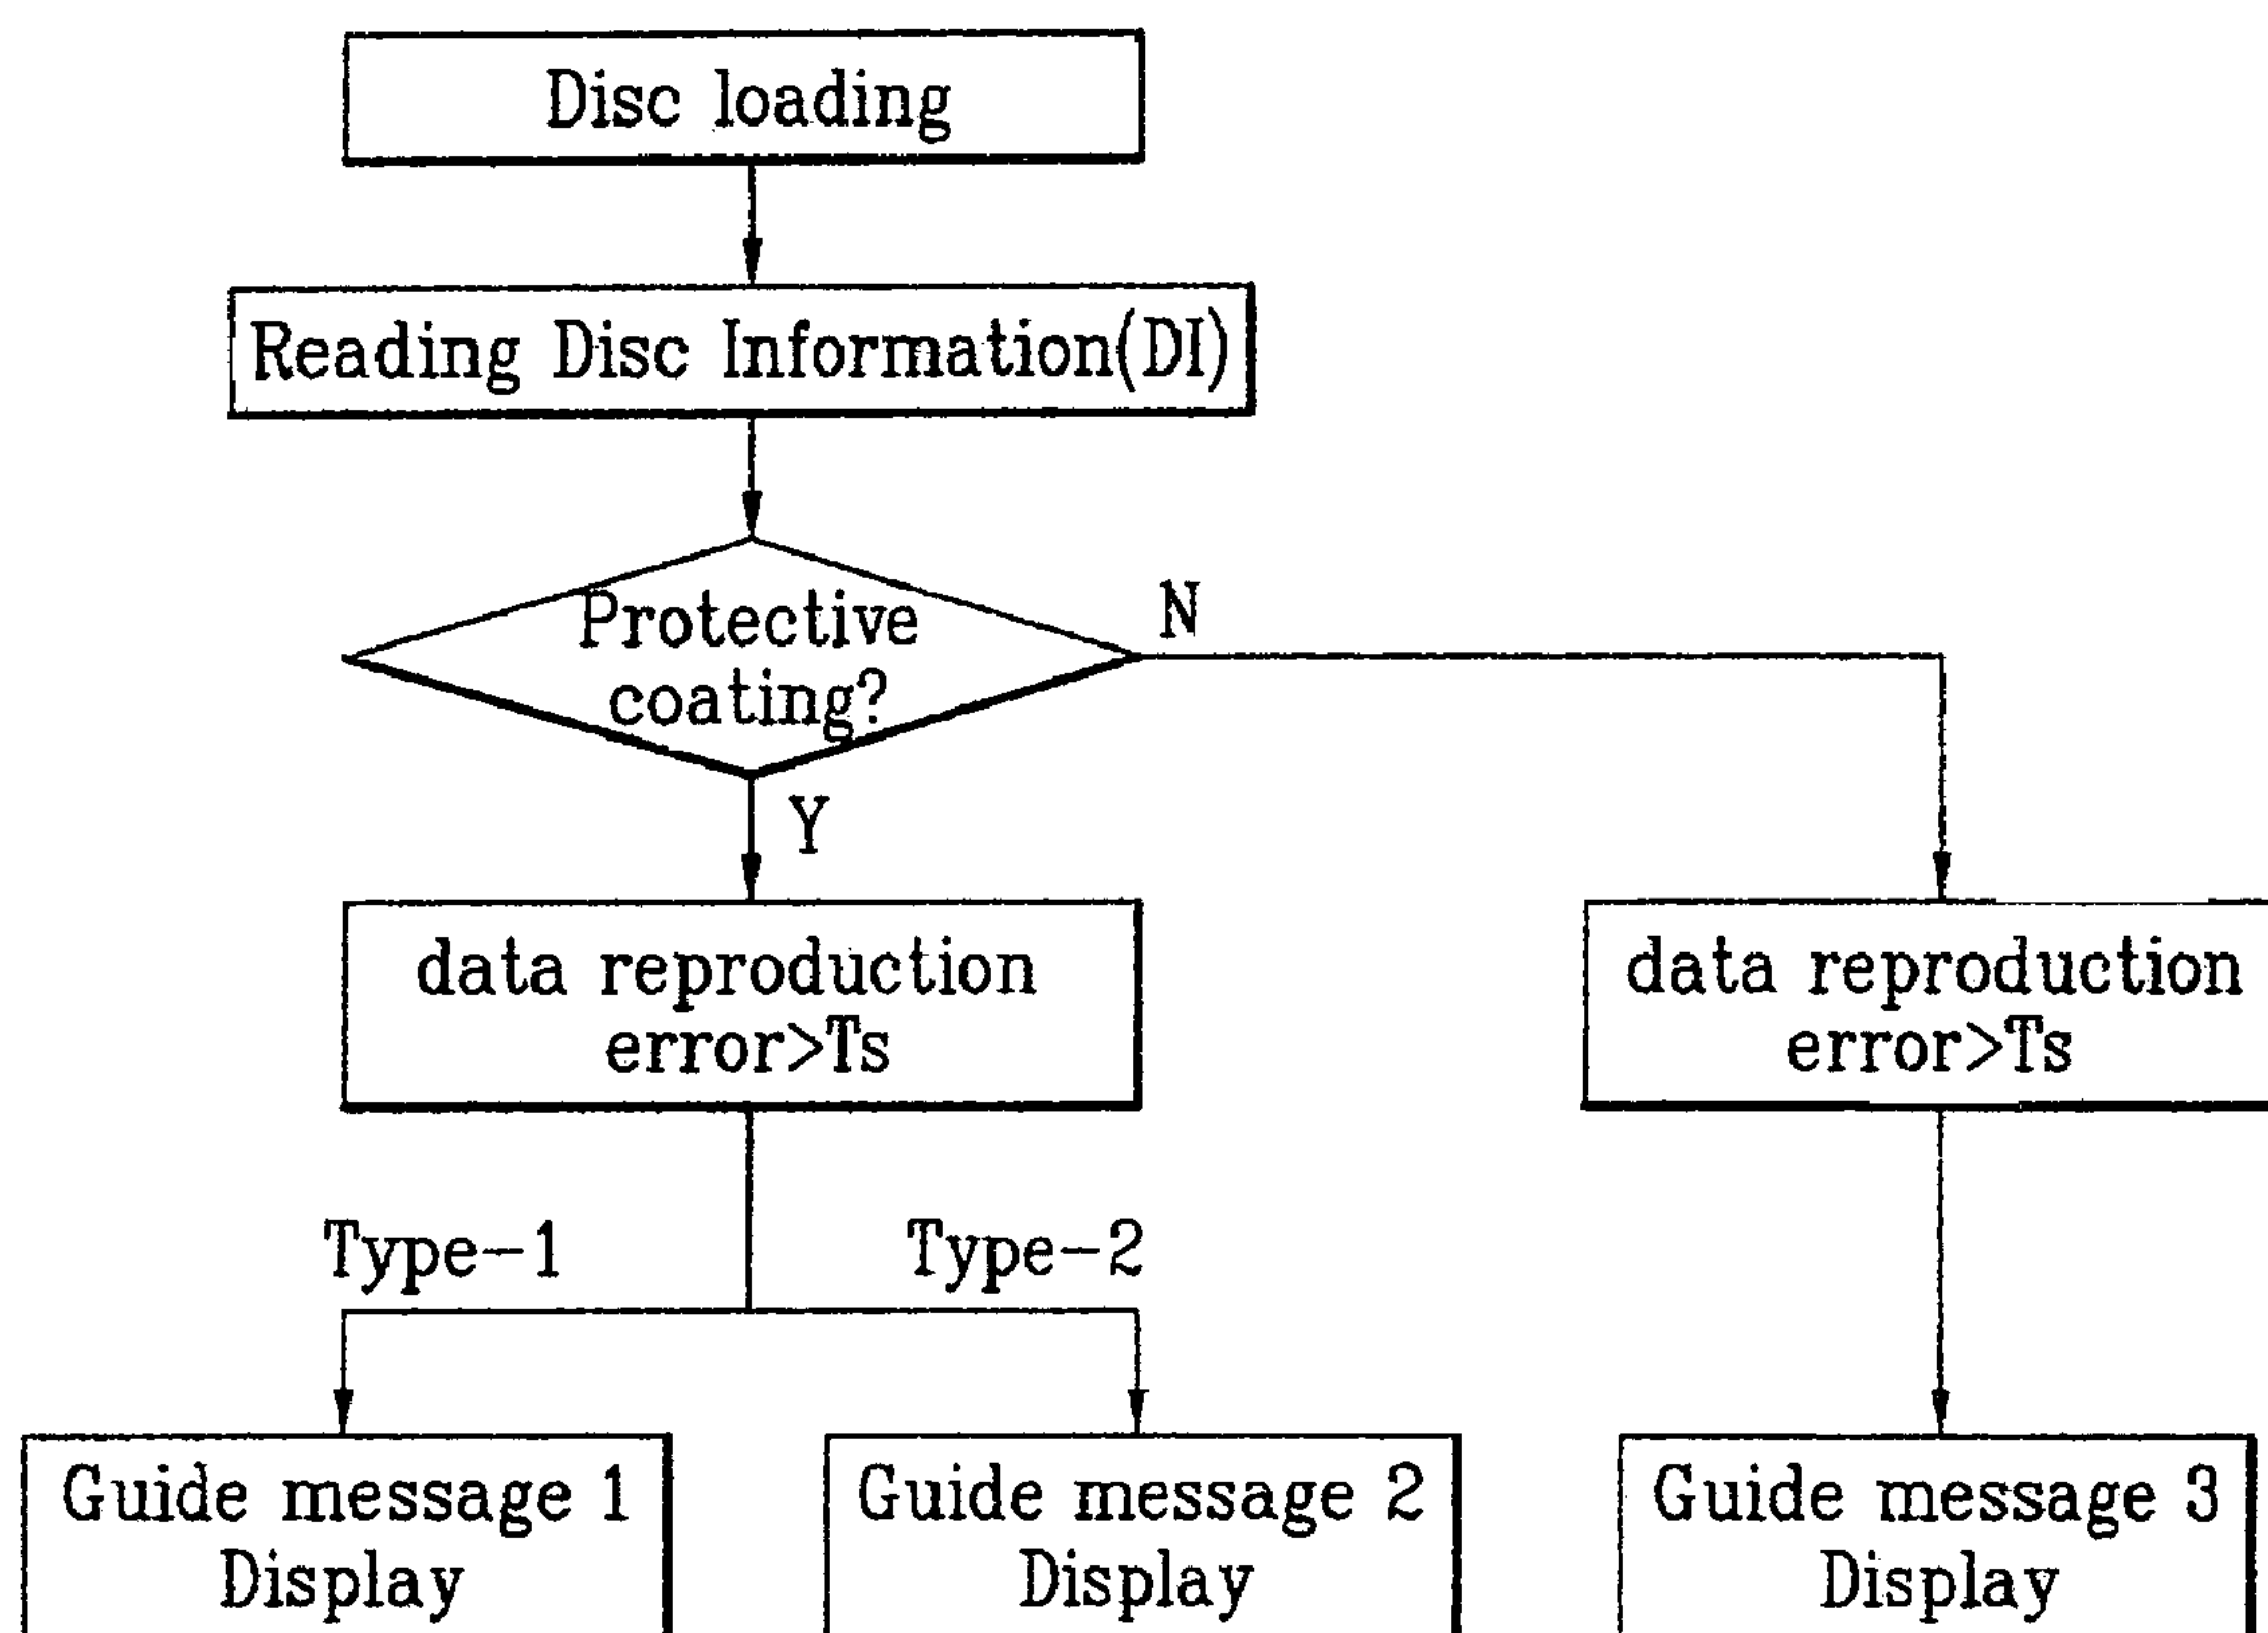 Disc loading
Reading Disc Information(DI)
Protective
coating?
N
Y
data reproduction
error>Ts
data reproduction
error>Ts
Type-1
Type-2
Guide message 1
Display
Guide message 2
Display
Guide message 3
Display